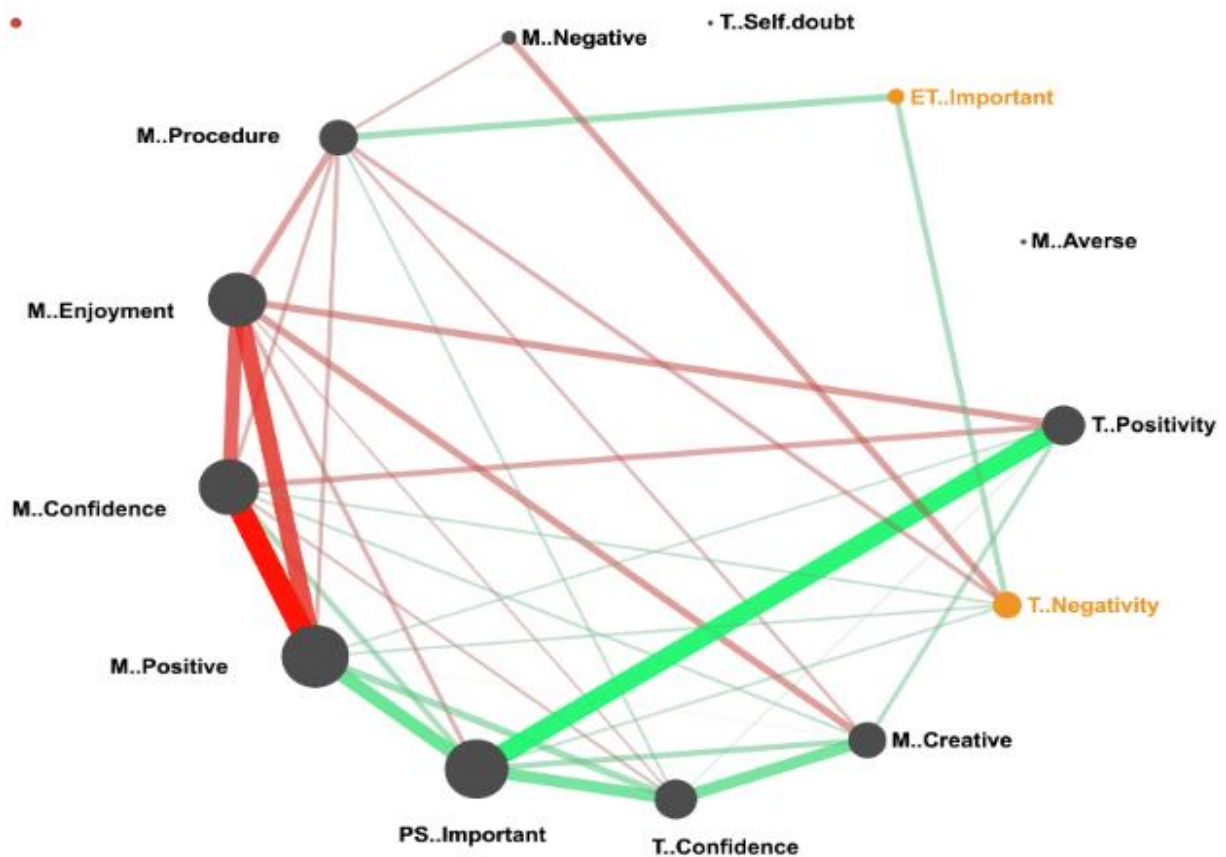 T..Self.doubt
M..Negative
ET..Important
M..Procedure
M..Averse
M..Enjoyment
T..Positivity
M..Confidence
T..Negativity
M..Positive
M..Creative
PS..Important
T..Confidence